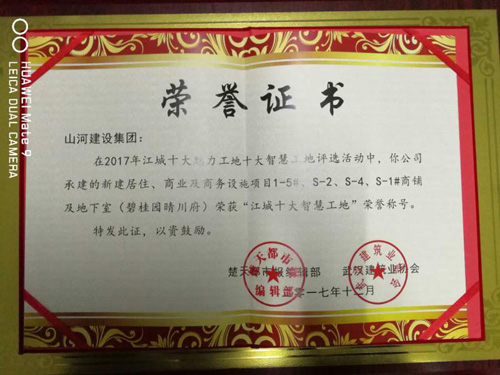 荣誉证书
山河建设集团：
在2017年江城十大魅力工地十大智慧工地评选活动中，你公司
承建的新建居住、商业及商务设施项目1-5#、S-2、S-4、S-1#商铺
及地下室（碧桂园晴川府）荣获“江城十大智慧工地”荣誉称号。
特发此证，以资鼓励。
楚天都市报编辑部 武汉建筑业协会
二零一七年十二月
HUAWEI Mate 9
LEICA DUAL CAMERA